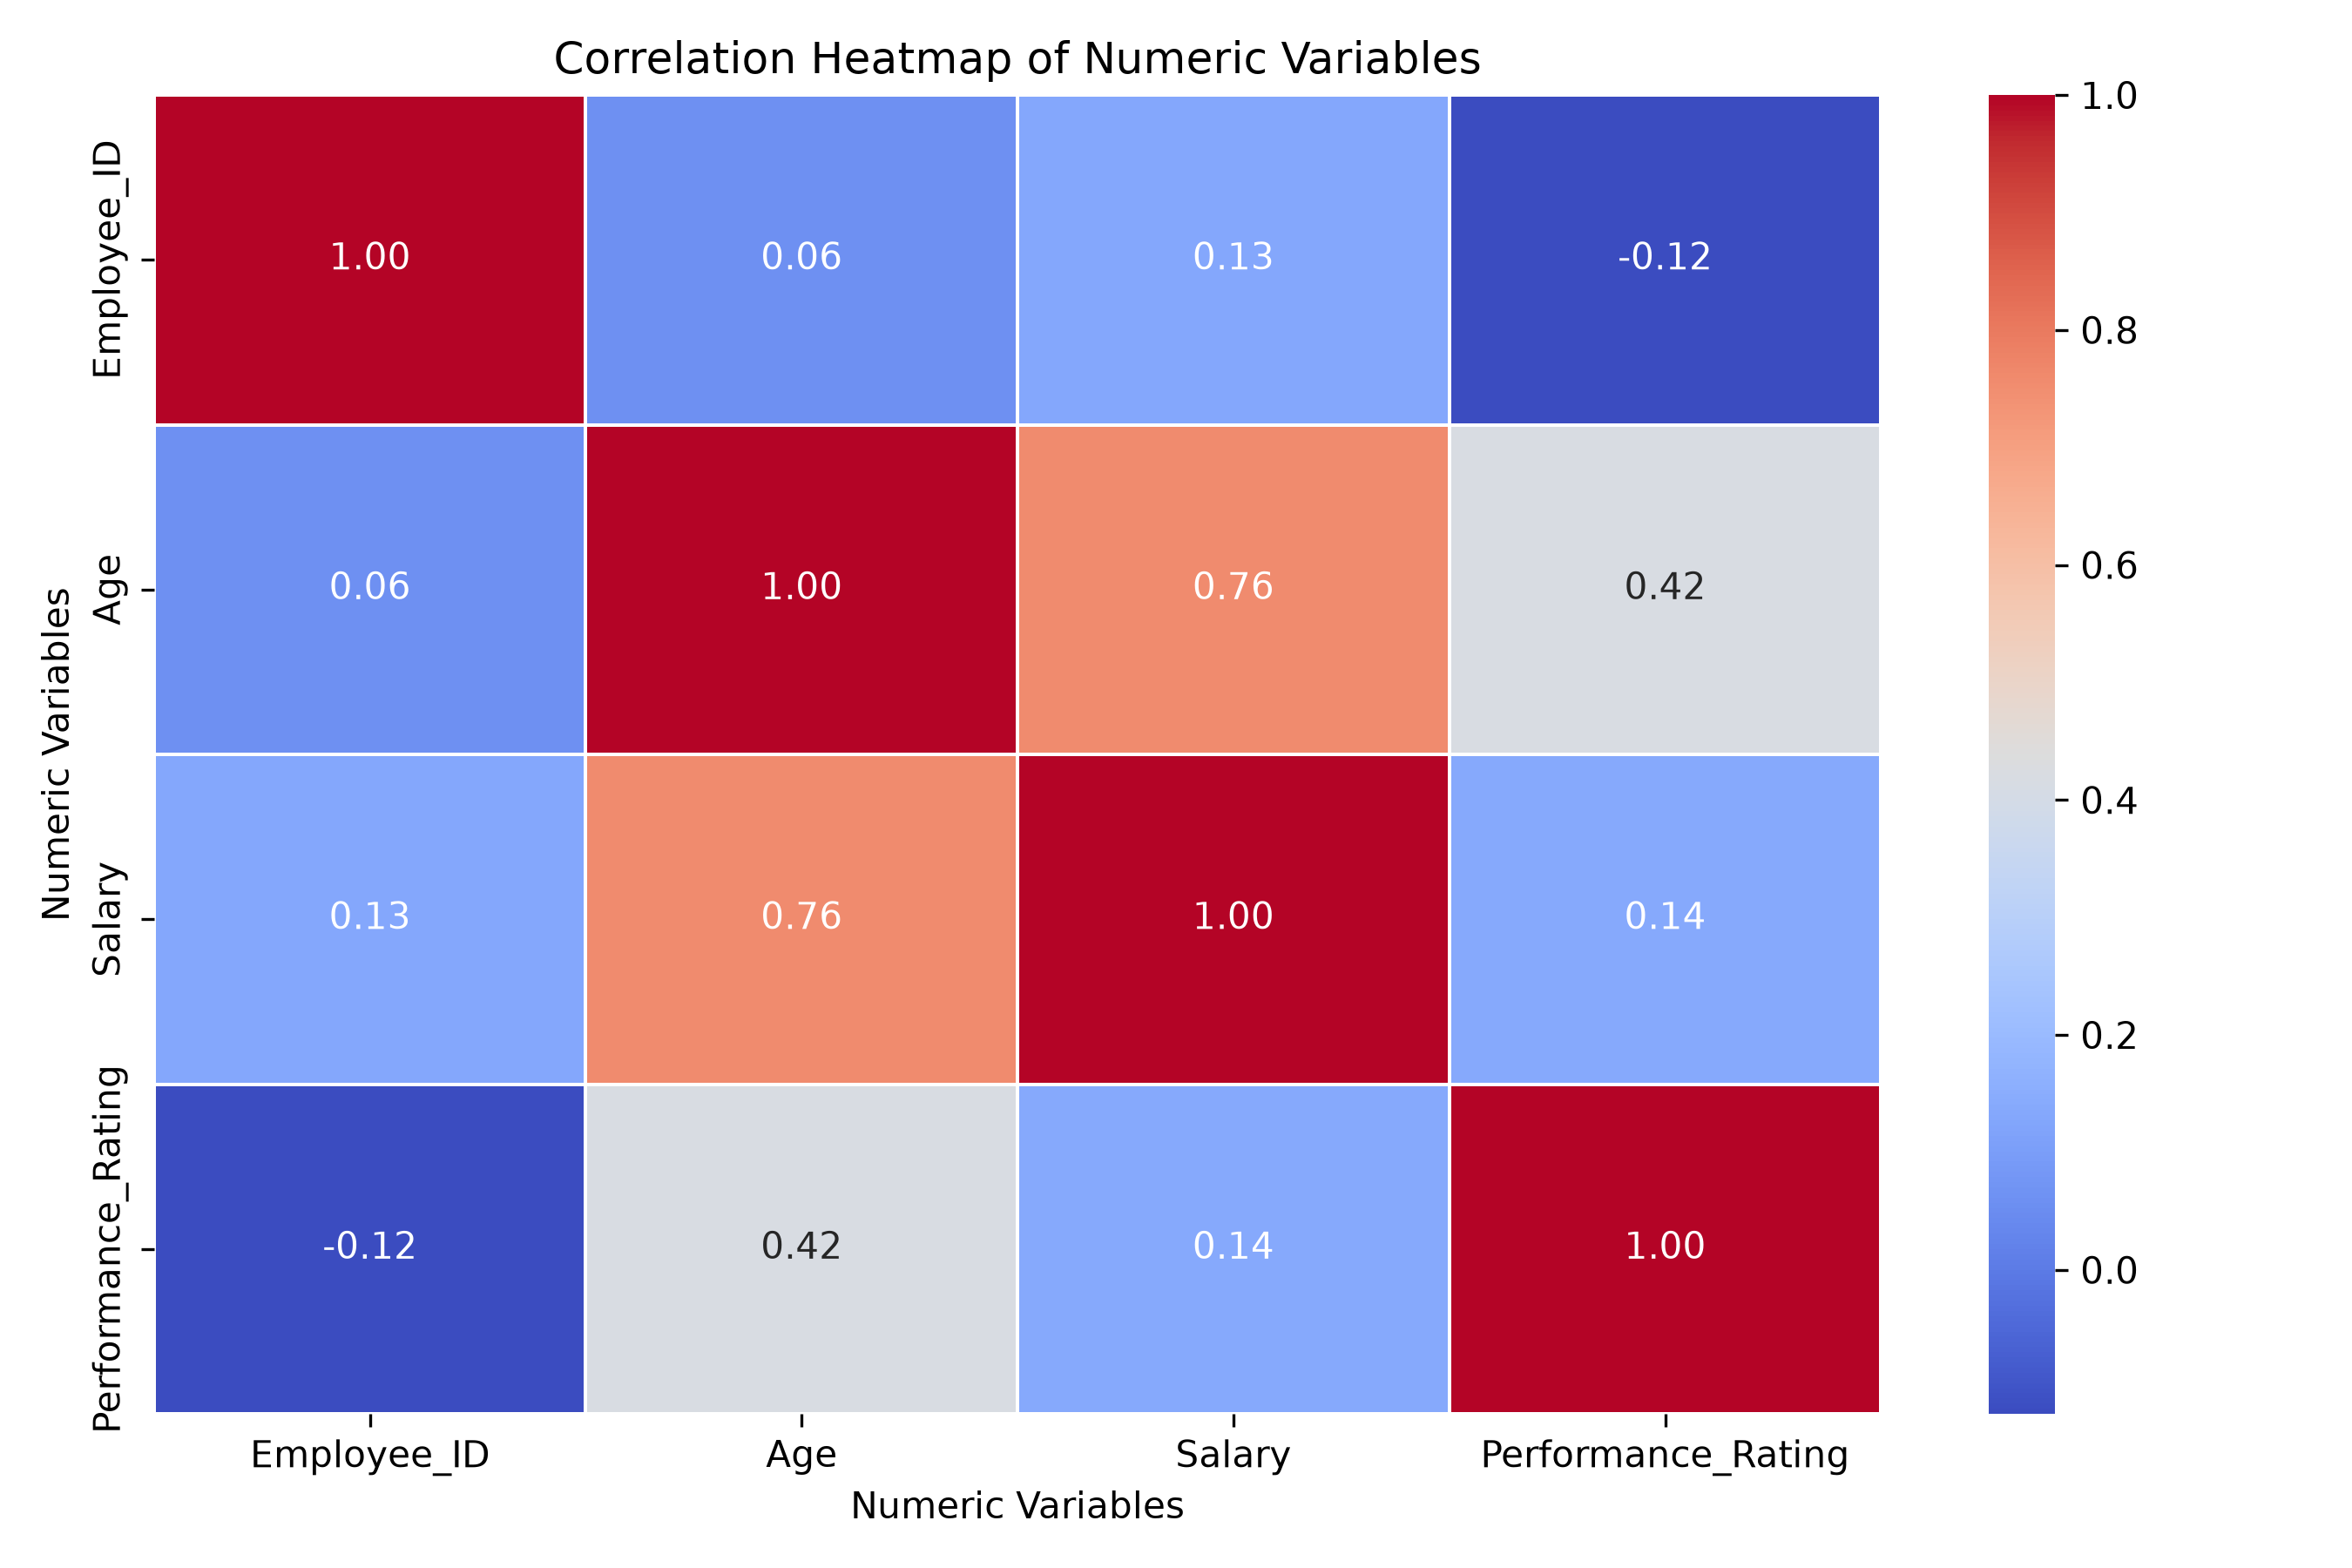 Correlation Heatmap of Numeric Variables
Numeric Variables
Employee_ID
1.00 0.06 0.13 -0.12
Age
0.06 1.00 0.76 0.42
Salary
0.13 0.76 1.00 0.14
Performance_Rating
-0.12 0.42 0.14 1.00
Employee_ID Age Salary Performance_Rating
Numeric Variables
1.0
0.8
0.6
0.4
0.2
0.0